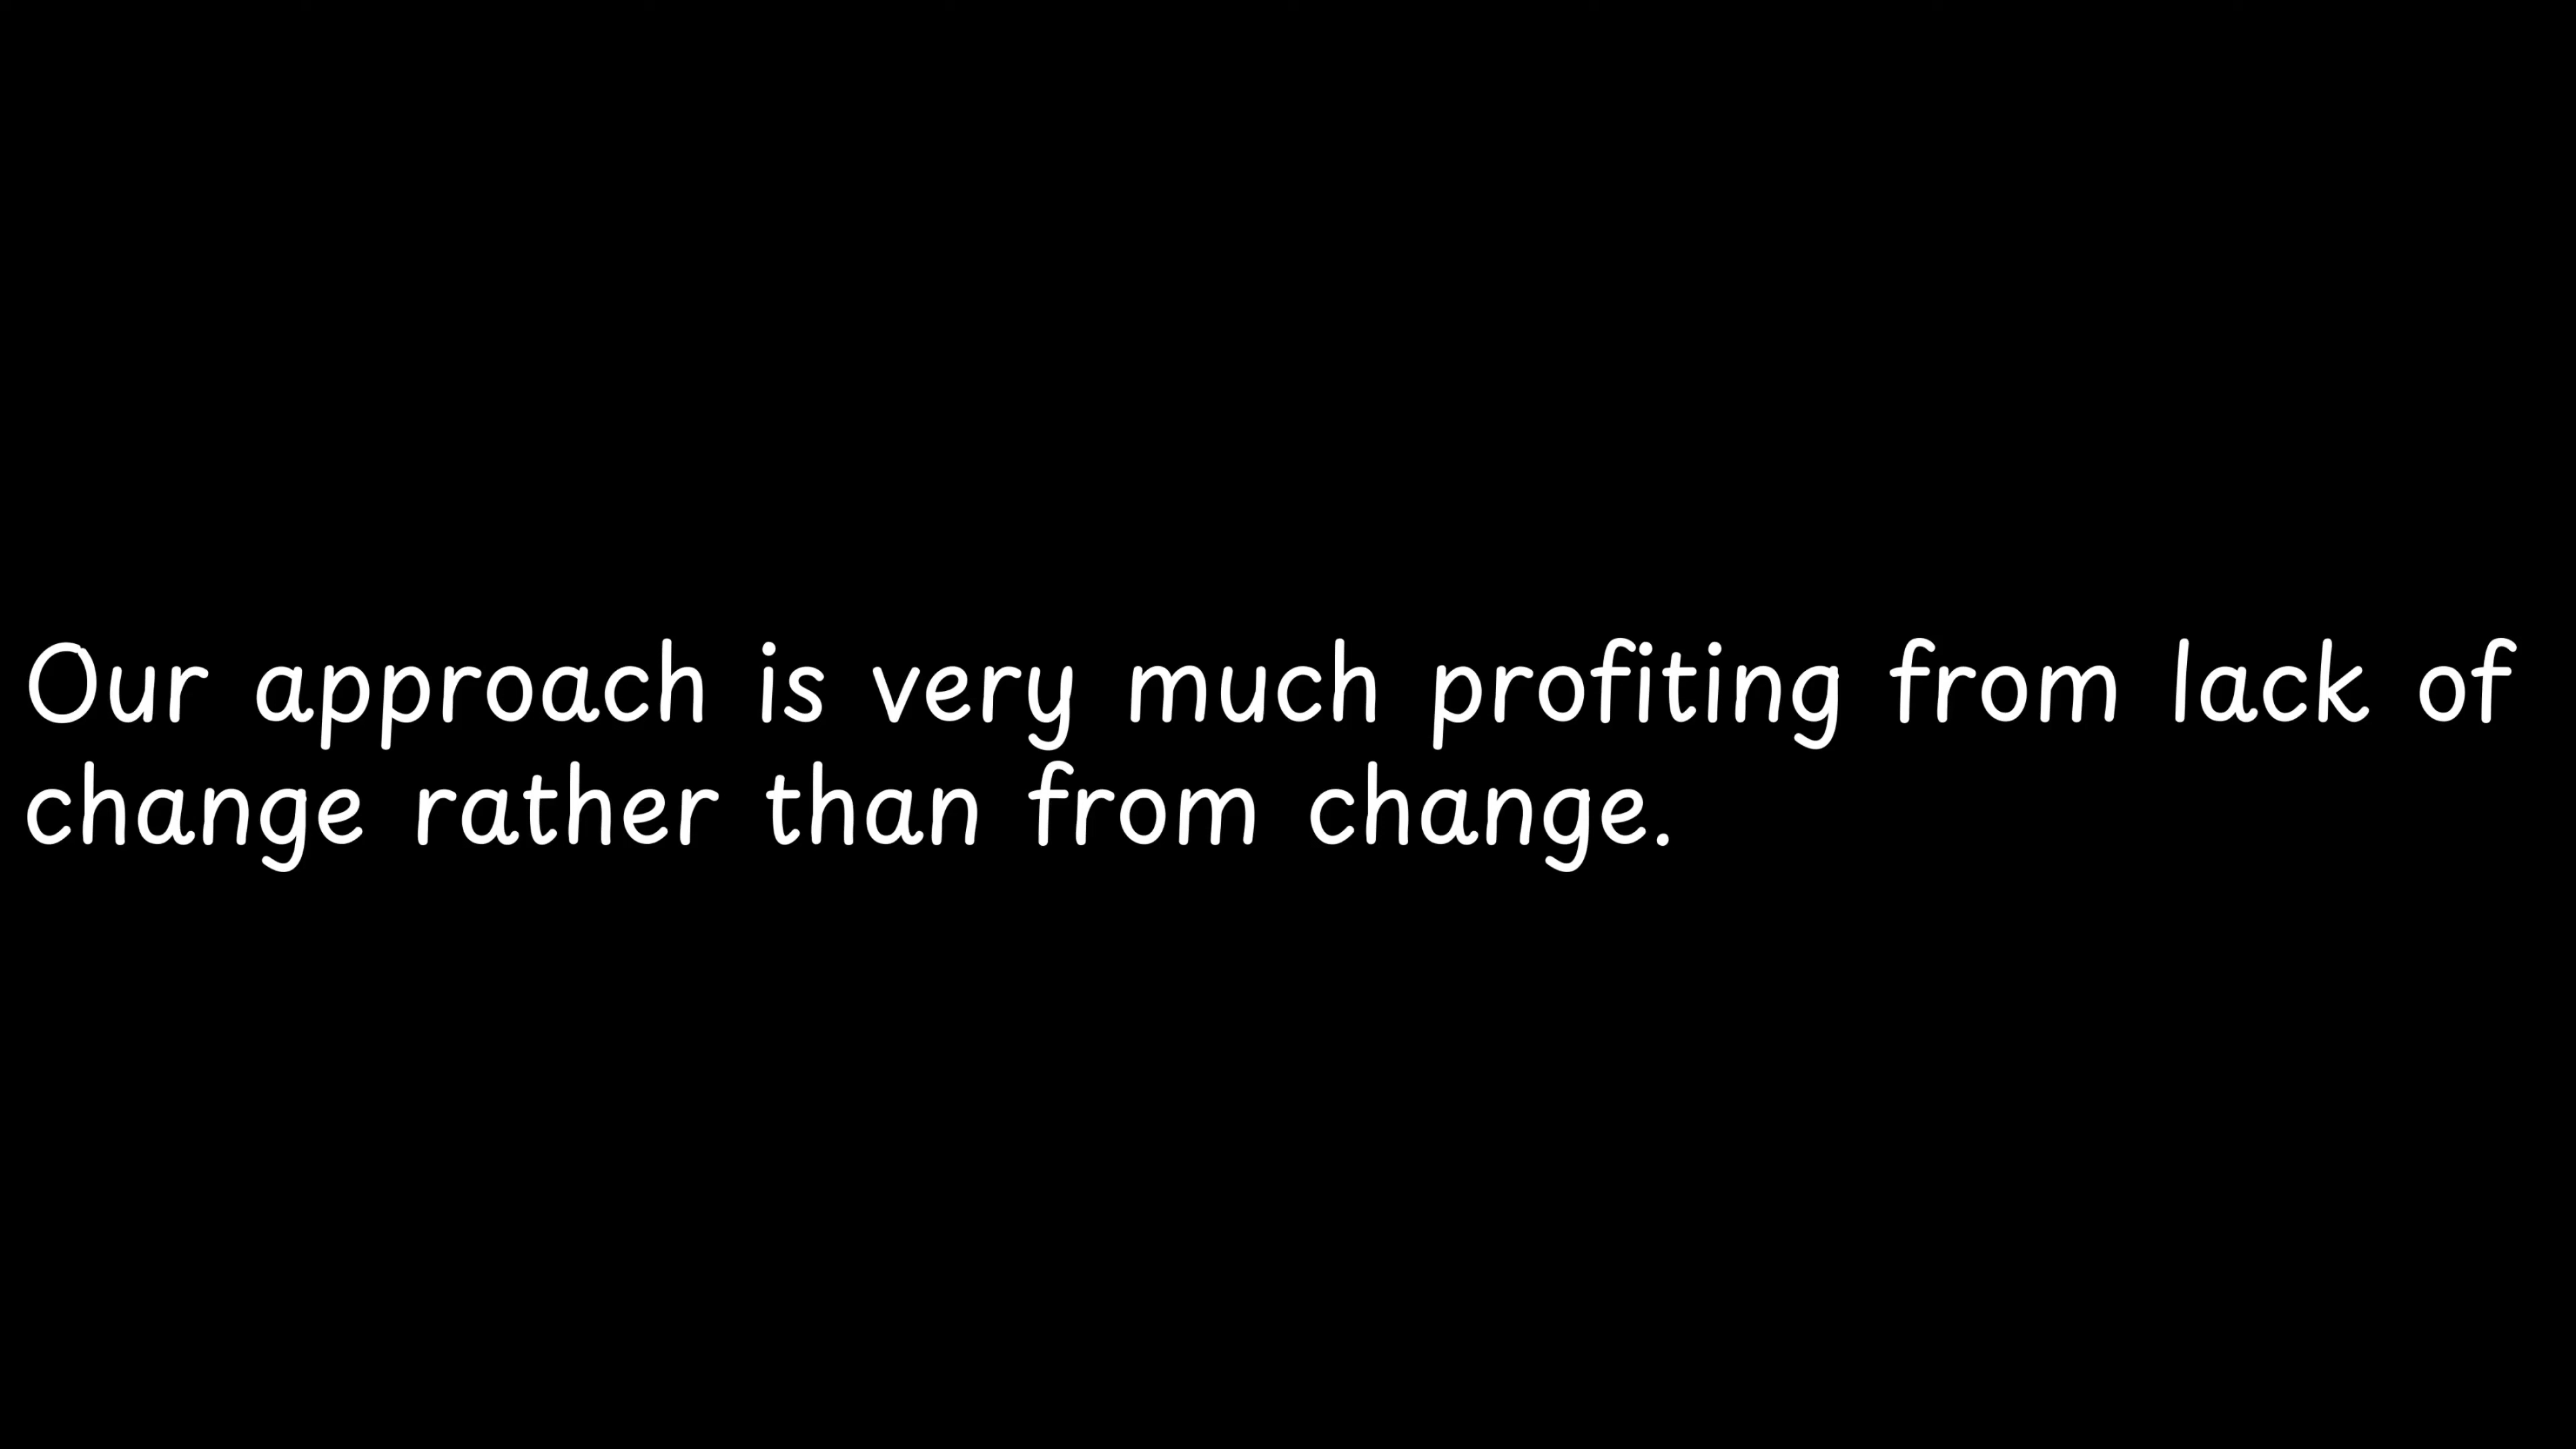 Our approach is very much profiting from lack of
change rather than from change.